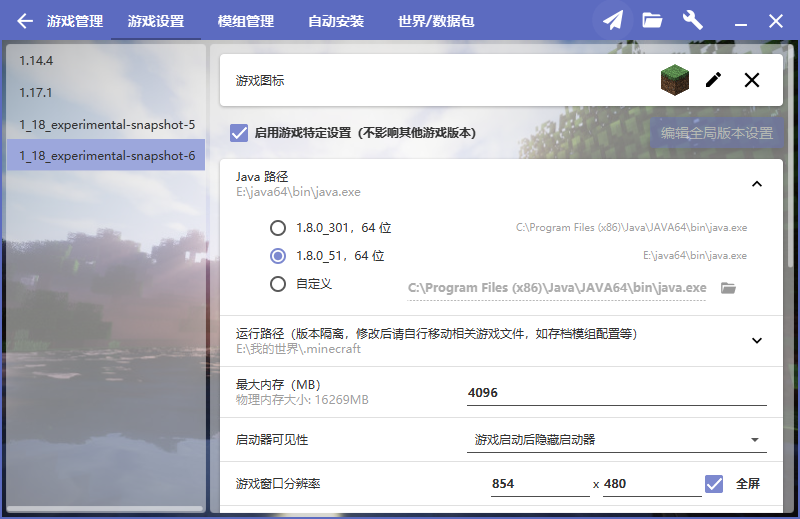 游戏管理 游戏设置 模组管理 自动安装 世界/数据包
1.14.4
1.17.1
1_18_experimental-snapshot-5
1_18_experimental-snapshot-6
游戏图标
启用游戏特定设置（不影响其他游戏版本） 编辑全局版本设置
Java 路径
E:\java64\bin\java.exe
1.8.0_301，64 位 C:\Program Files (x86)\Java\JAVA64\bin\java.exe
1.8.0_51，64 位 E:\java64\bin\java.exe
自定义 C:\Program Files (x86)\Java\JAVA64\bin\java.exe
运行路径（版本隔离，修改后请自行移动相关游戏文件，如存档模组配置等）
E:\我的世界\.minecraft
最大内存（MB） 4096
物理内存大小: 16269MB
启动器可见性 游戏启动后隐藏启动器
游戏窗口分辨率 854 x 480 全屏